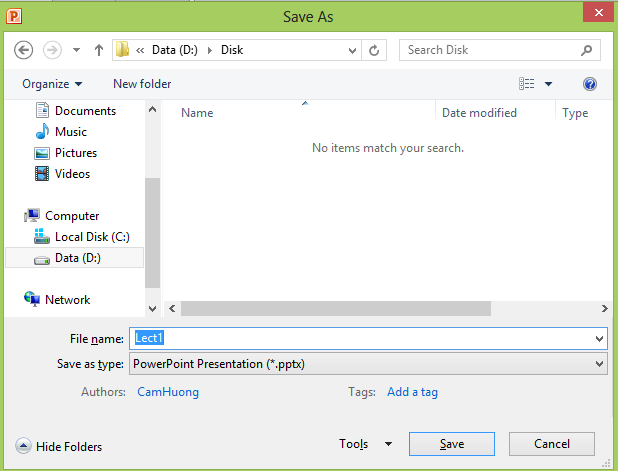 Save As
Data (D:) Disk
Search Disk
Organize New folder
Name Date modified Type
No items match your search.
Documents
Music
Pictures
Videos
Computer
Local Disk (C:)
Data (D:)
Network
File name: Lect1
Save as type: PowerPoint Presentation (*.pptx)
Authors: CamHuong Tags: Add a tag
Hide Folders Tools Save Cancel